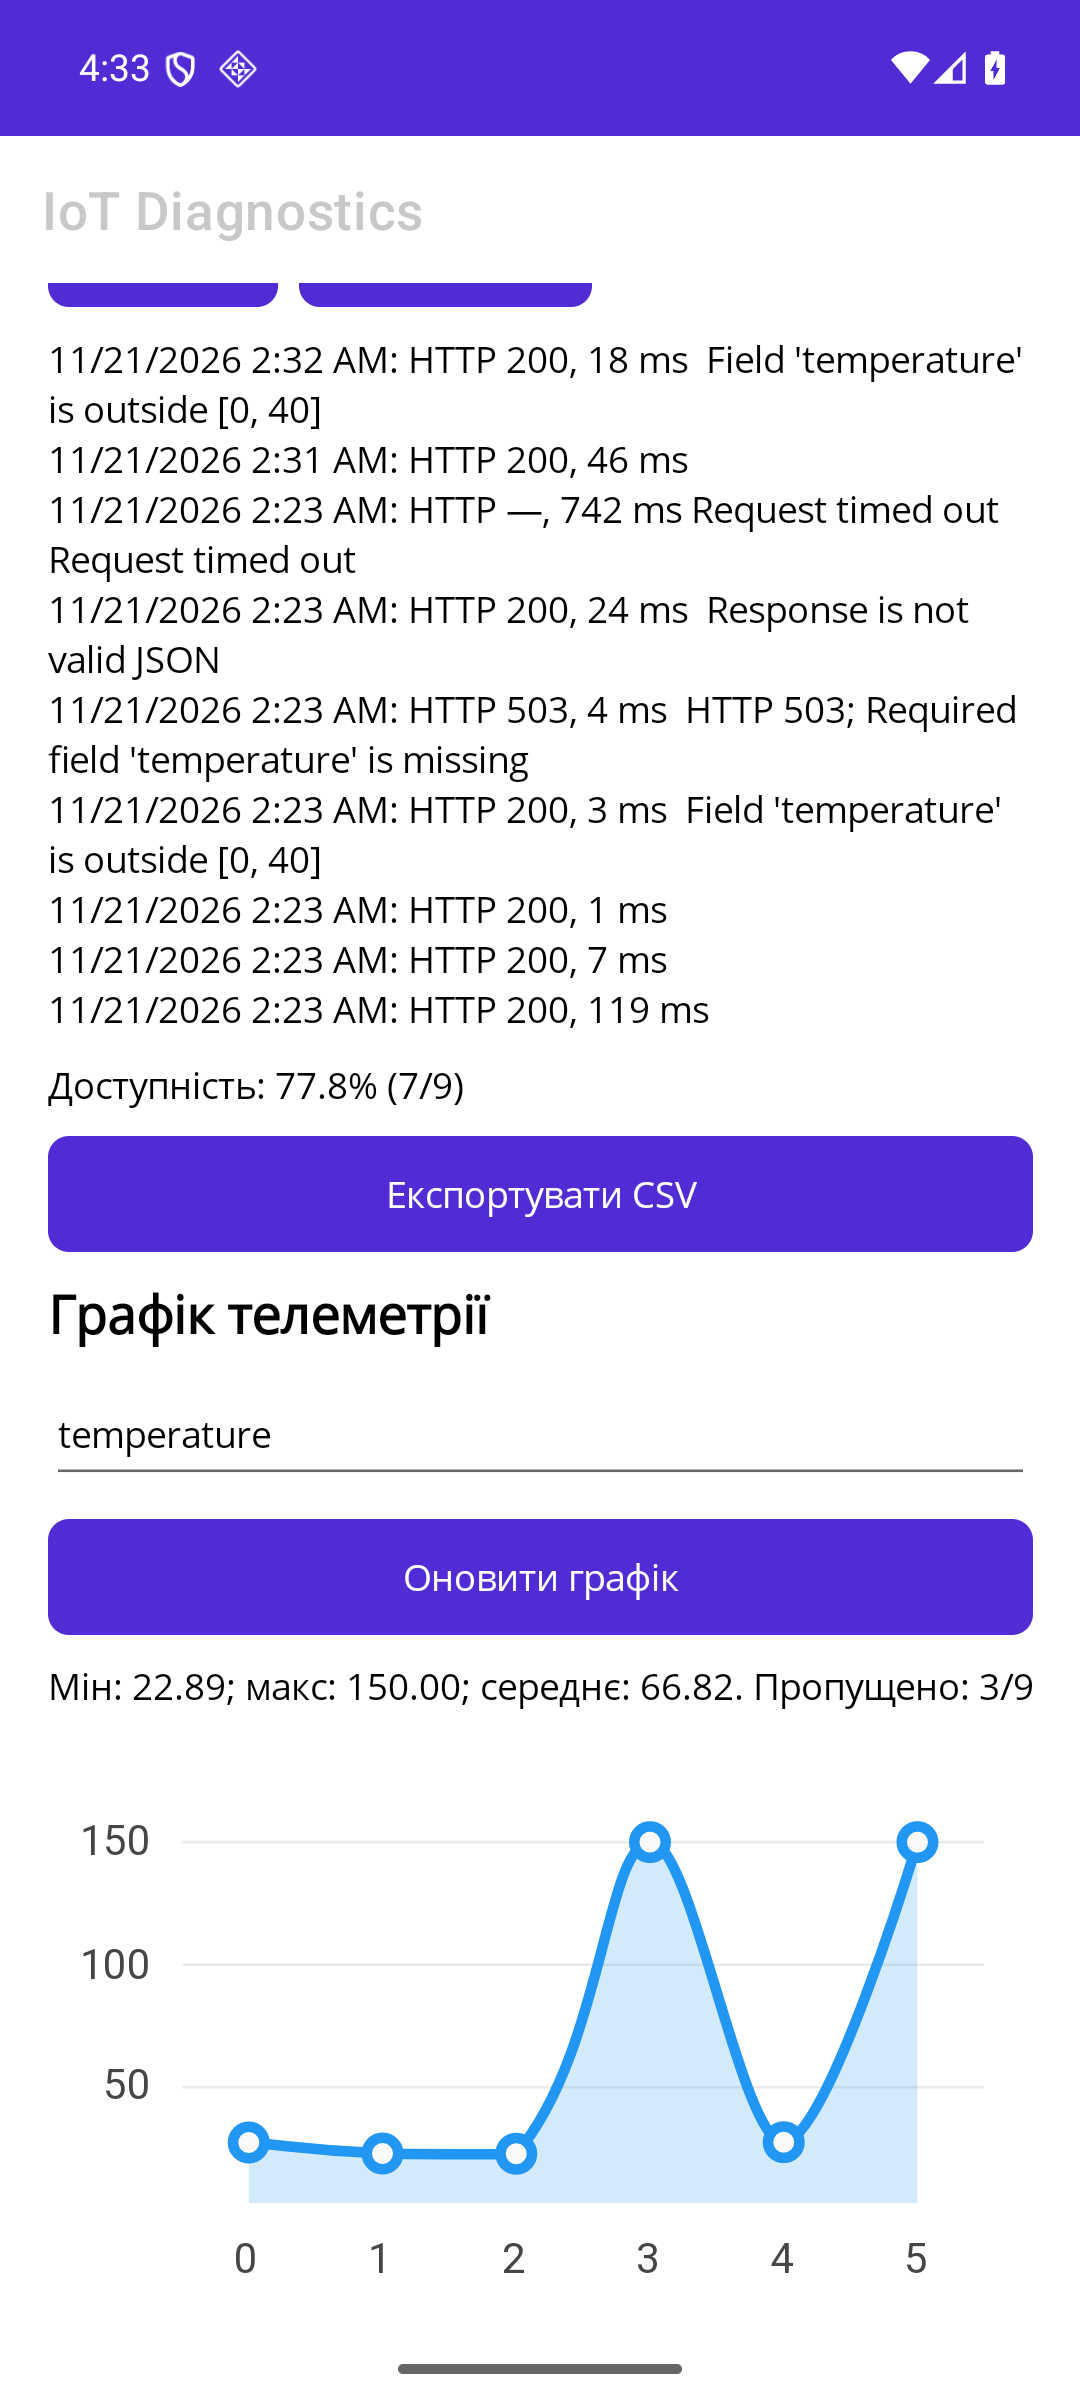 4:33
IoT Diagnostics
11/21/2026 2:32 AM: HTTP 200, 18 ms  Field 'temperature'
is outside [0, 40]
11/21/2026 2:31 AM: HTTP 200, 46 ms
11/21/2026 2:23 AM: HTTP —, 742 ms Request timed out
Request timed out
11/21/2026 2:23 AM: HTTP 200, 24 ms  Response is not
valid JSON
11/21/2026 2:23 AM: HTTP 503, 4 ms  HTTP 503; Required
field 'temperature' is missing
11/21/2026 2:23 AM: HTTP 200, 3 ms  Field 'temperature'
is outside [0, 40]
11/21/2026 2:23 AM: HTTP 200, 1 ms
11/21/2026 2:23 AM: HTTP 200, 7 ms
11/21/2026 2:23 AM: HTTP 200, 119 ms
Доступність: 77.8% (7/9)
Експортувати CSV
Графік телеметрії
temperature
Оновити графік
Мін: 22.89; макс: 150.00; середнє: 66.82. Пропущено: 3/9
150
100
50
0 1 2 3 4 5